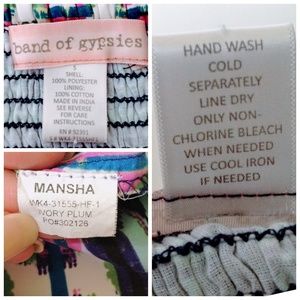 band of gypsies
S
SHELL:
100% POLYESTER
LINING:
100% COTTON
MADE IN INDIA
SEE REVERSE
FOR CARE
INSTRUCTIONS
HAND WASH
COLD
SEPARATELY
LINE DRY
ONLY NON-
CHLORINE BLEACH
WHEN NEEDED
USE COOL IRON
IF NEEDED
MANSHA
WK4-31555-HF-1
IVORY PLUM
PO#302126